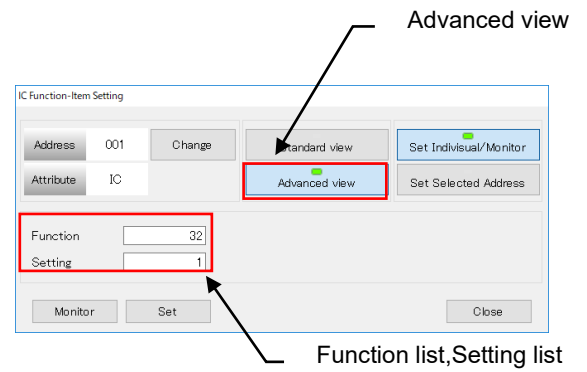 Advanced view
IC Function-Item Setting
Address 001 Change Standard view Set Indivisual/Monitor
Attribute IC Advanced view Set Selected Address
Function 32
Setting 1
Monitor Set Close
Function list,Setting list